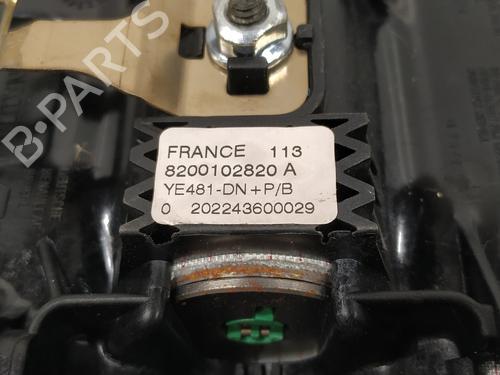 B-PARTS
FRANCE 113
8200102820 A
YE481-DN+P/B
0 202243600029